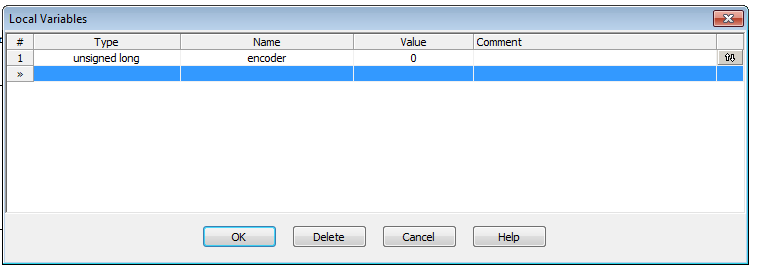 Local Variables
# Type Name Value Comment
1 unsigned long encoder 0
»
OK Delete Cancel Help